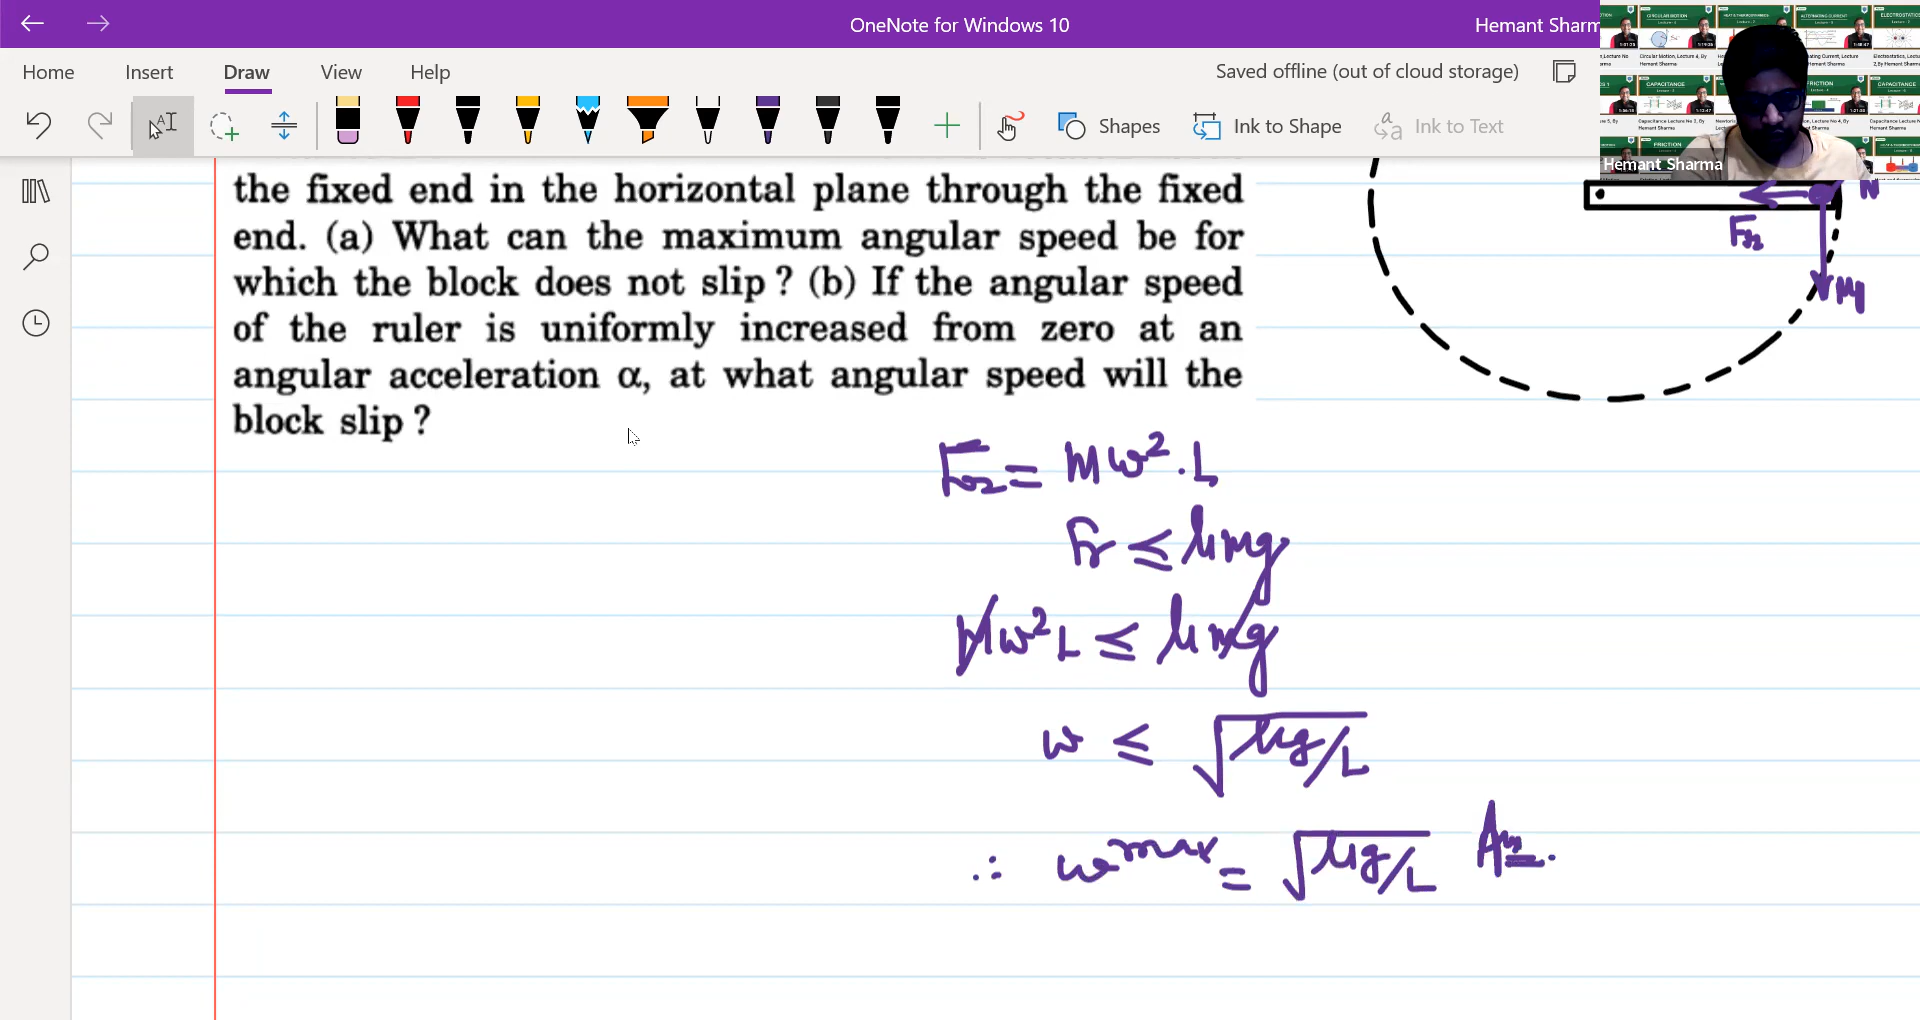 OneNote for Windows 10
Hemant Sharm
Home Insert Draw View Help
Saved offline (out of cloud storage)
Shapes Ink to Shape Ink to Text
Hemant Sharma
the fixed end in the horizontal plane through the fixed
end. (a) What can the maximum angular speed be for
which the block does not slip ? (b) If the angular speed
of the ruler is uniformly increased from zero at an
angular acceleration α, at what angular speed will the
block slip ?
N
Fr
Mg
Fr = Mω². L
Fr ≤ μmg
Mω²L ≤ μmg
ω ≤ √μg/L
∴ ω max = √μg/L Ans.